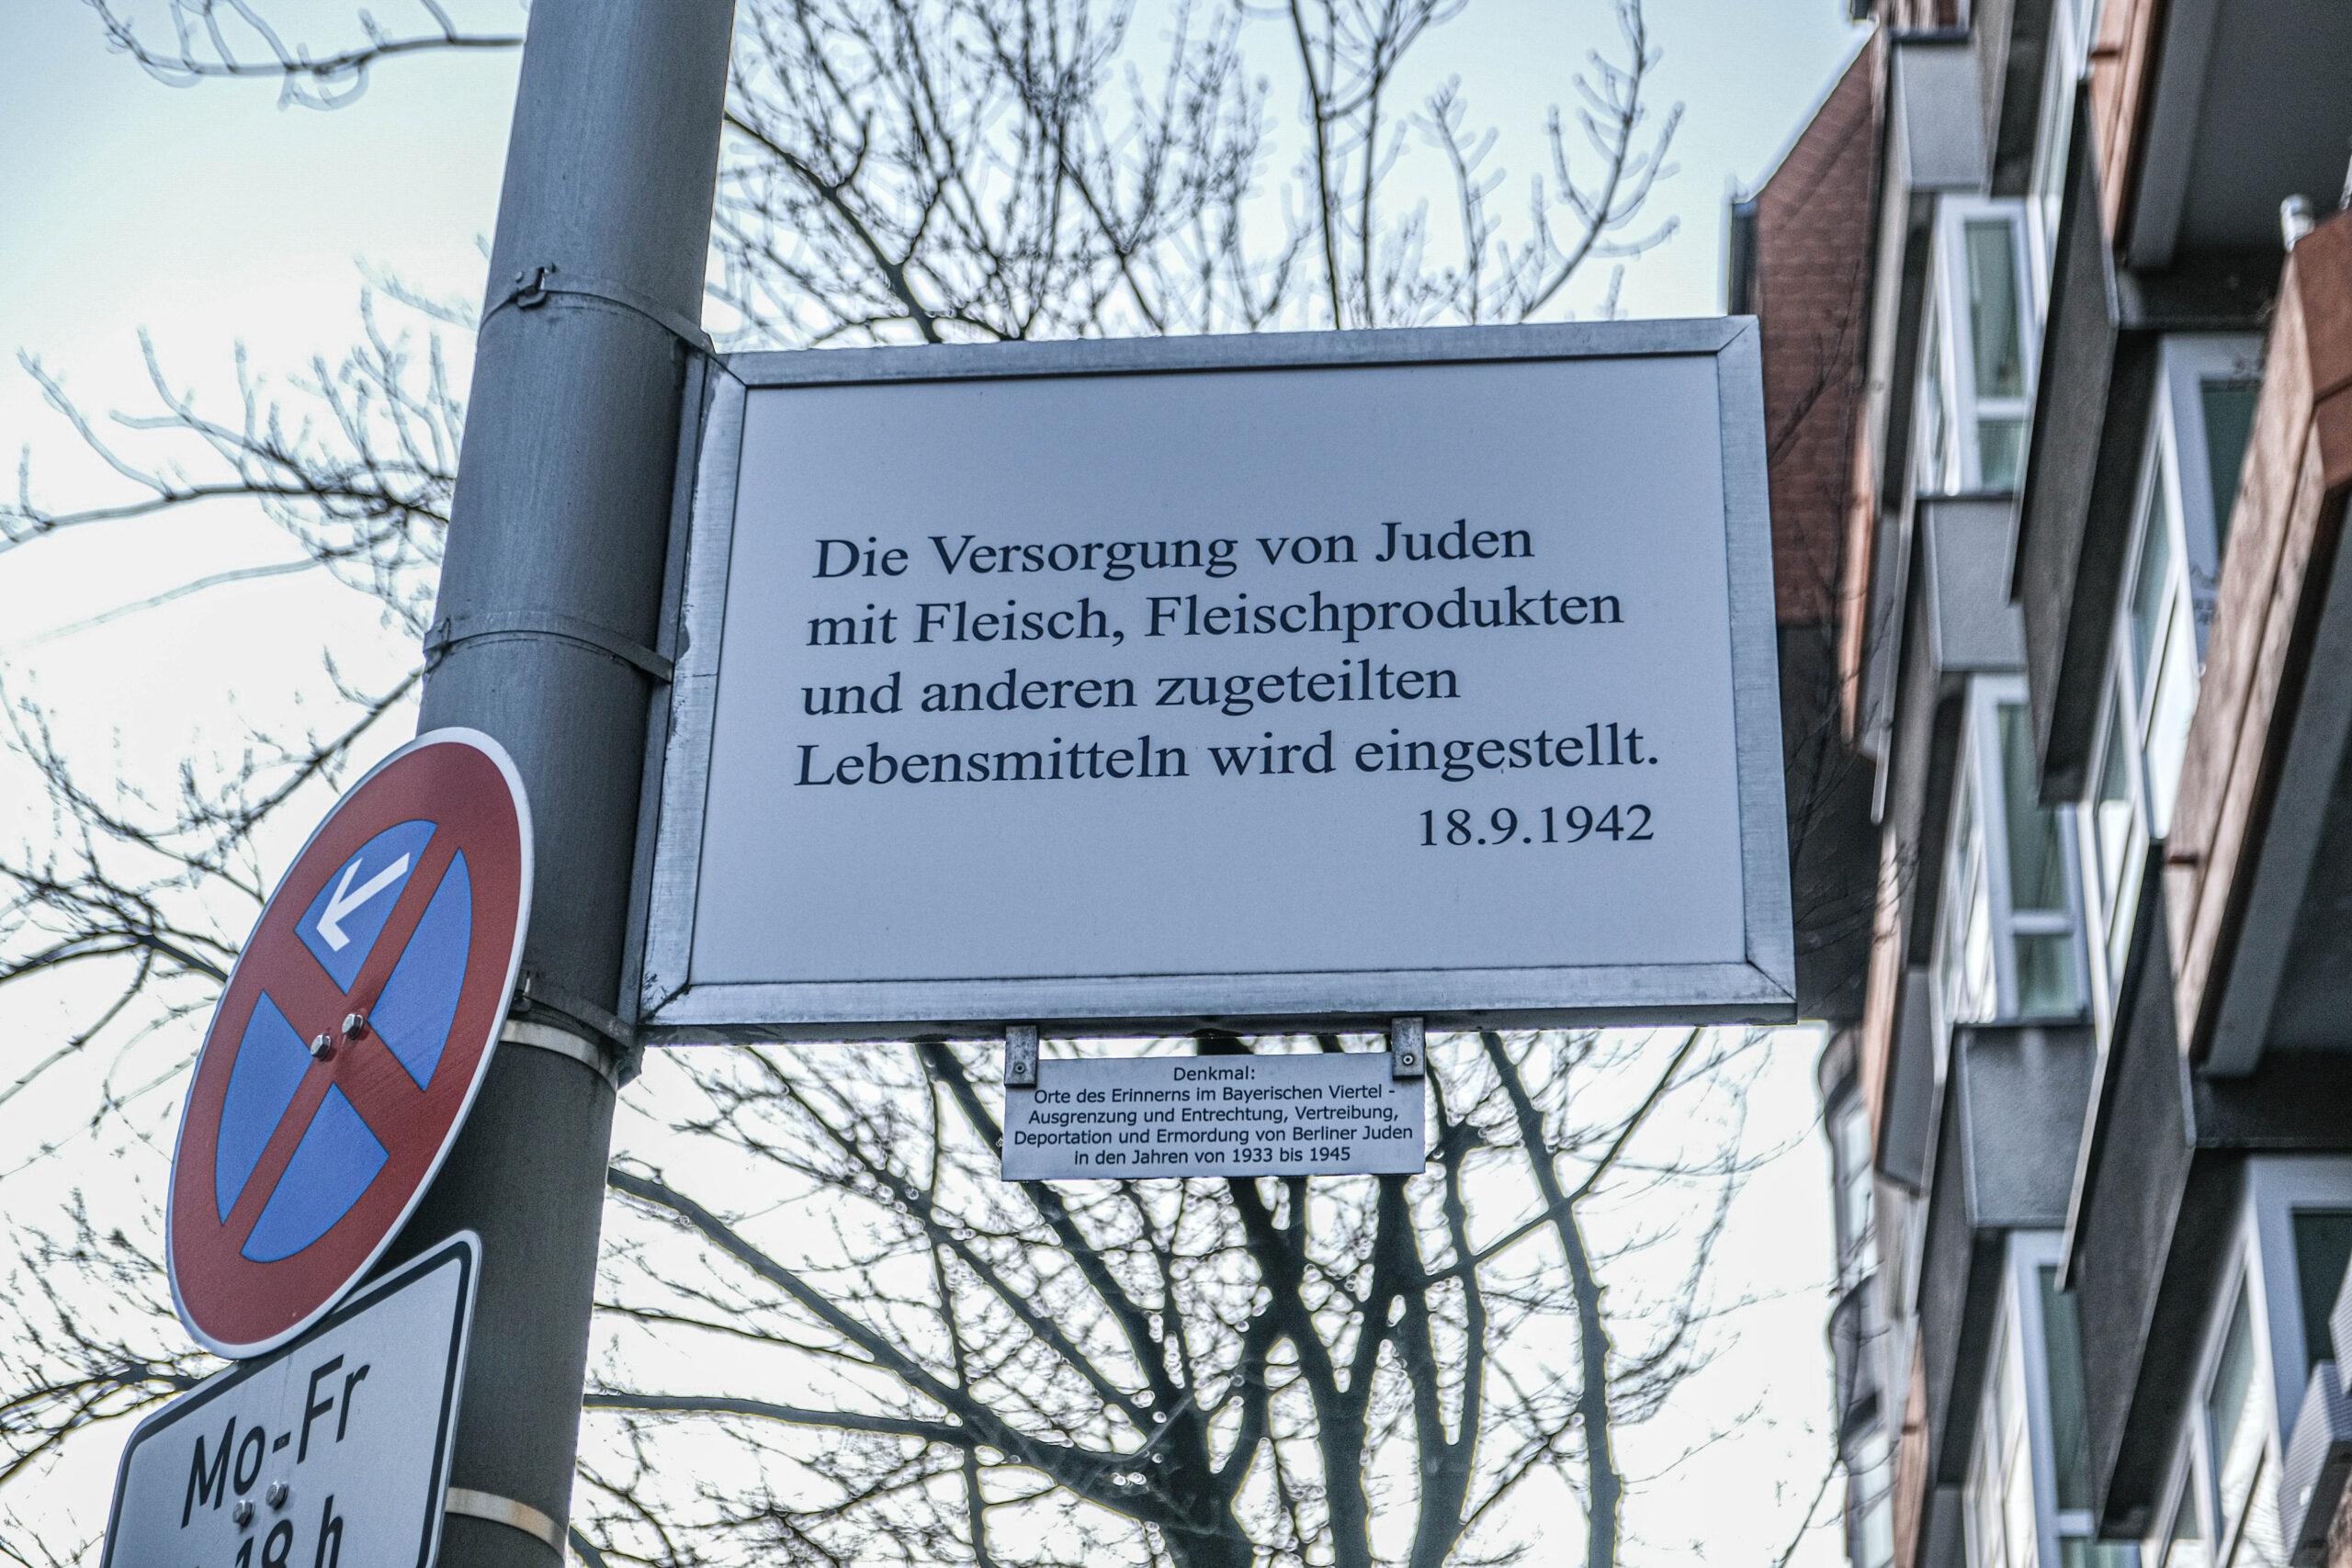 Die Versorgung von Juden
mit Fleisch, Fleischprodukten
und anderen zugeteilten
Lebensmitteln wird eingestellt.
18.9.1942
Denkmal:
Orte des Erinnerns im Bayerischen Viertel -
Ausgrenzung und Entrechtung, Vertreibung,
Deportation und Ermordung von Berliner Juden
in den Jahren von 1933 bis 1945
Mo-Fr
18 h